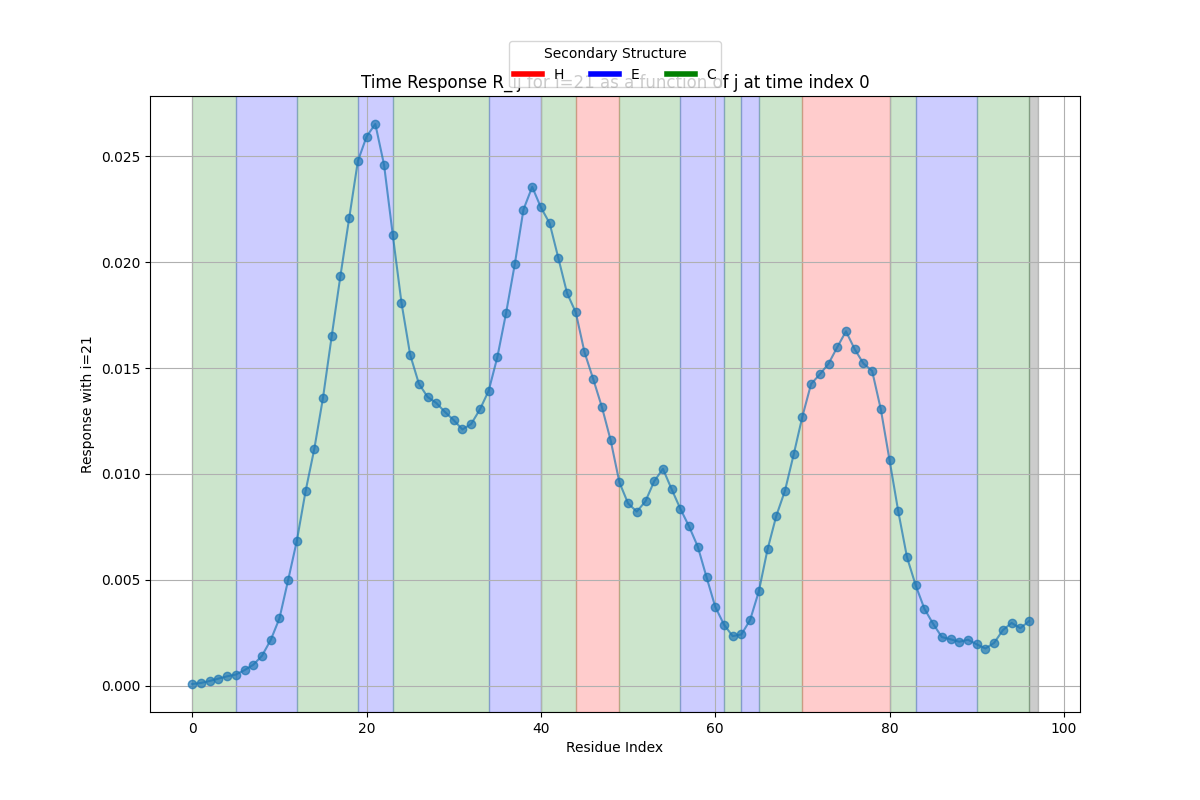 Secondary Structure
H E C
Time Response R_ij for i=21 as a function of j at time index 0
Response with i=21
0.025
0.020
0.015
0.010
0.005
0.000
0 20 40 60 80 100
Residue Index